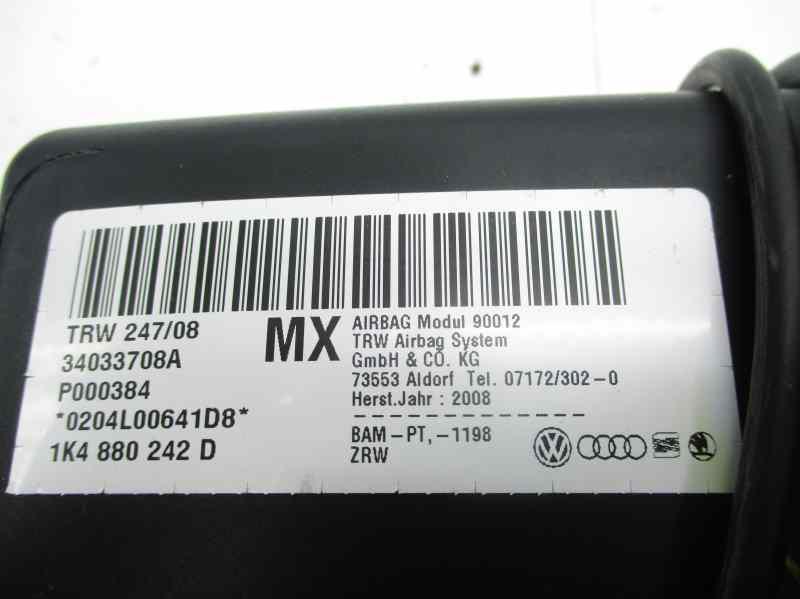 TRW 247/08
34033708A
P000384
*0204L00641D8*
1K4 880 242 D
MX
AIRBAG Modul 90012
TRW Airbag System
GmbH & CO. KG
73553 Aldorf Tel. 07172/302-0
Herst.Jahr : 2008
BAM-PT,-1198
ZRW